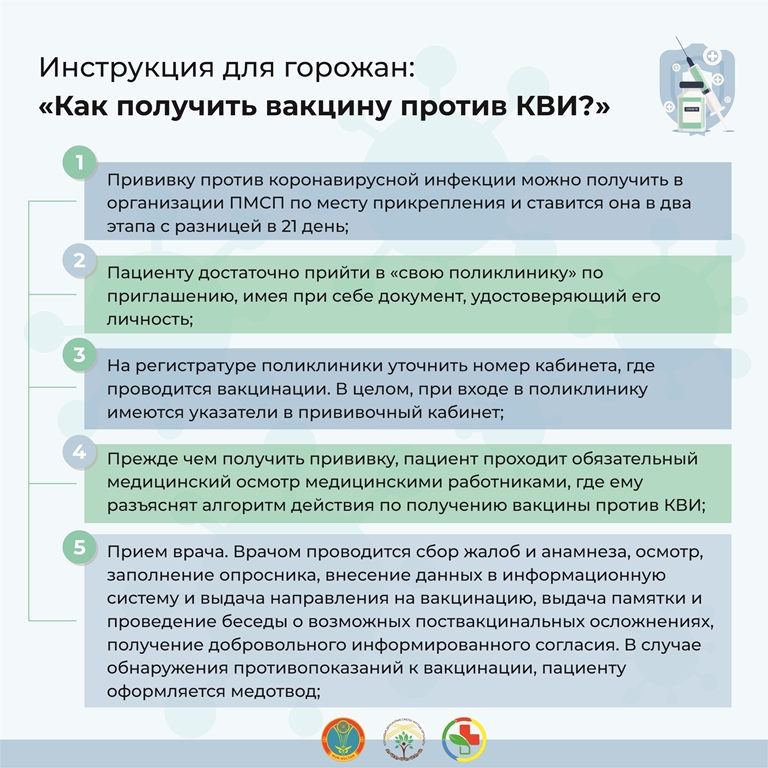 Инструкция для горожан:
«Как получить вакцину против КВИ?»
1
Прививку против коронавирусной инфекции можно получить в
организации ПМСП по месту прикрепления и ставится она в два
этапа с разницей в 21 день;
2
Пациенту достаточно прийти в «свою поликлинику» по
приглашению, имея при себе документ, удостоверяющий его
личность;
3
На регистратуре поликлиники уточнить номер кабинета, где
проводится вакцинации. В целом, при входе в поликлинику
имеются указатели в прививочный кабинет;
4
Прежде чем получить прививку, пациент проходит обязательный
медицинский осмотр медицинскими работниками, где ему
разъяснят алгоритм действия по получению вакцины против КВИ;
5
Прием врача. Врачом проводится сбор жалоб и анамнеза, осмотр,
заполнение опросника, внесение данных в информационную
систему и выдача направления на вакцинацию, выдача памятки и
проведение беседы о возможных поствакцинальных осложнениях,
получение добровольного информированного согласия. В случае
обнаружения противопоказаний к вакцинации, пациенту
оформляется медотвод;